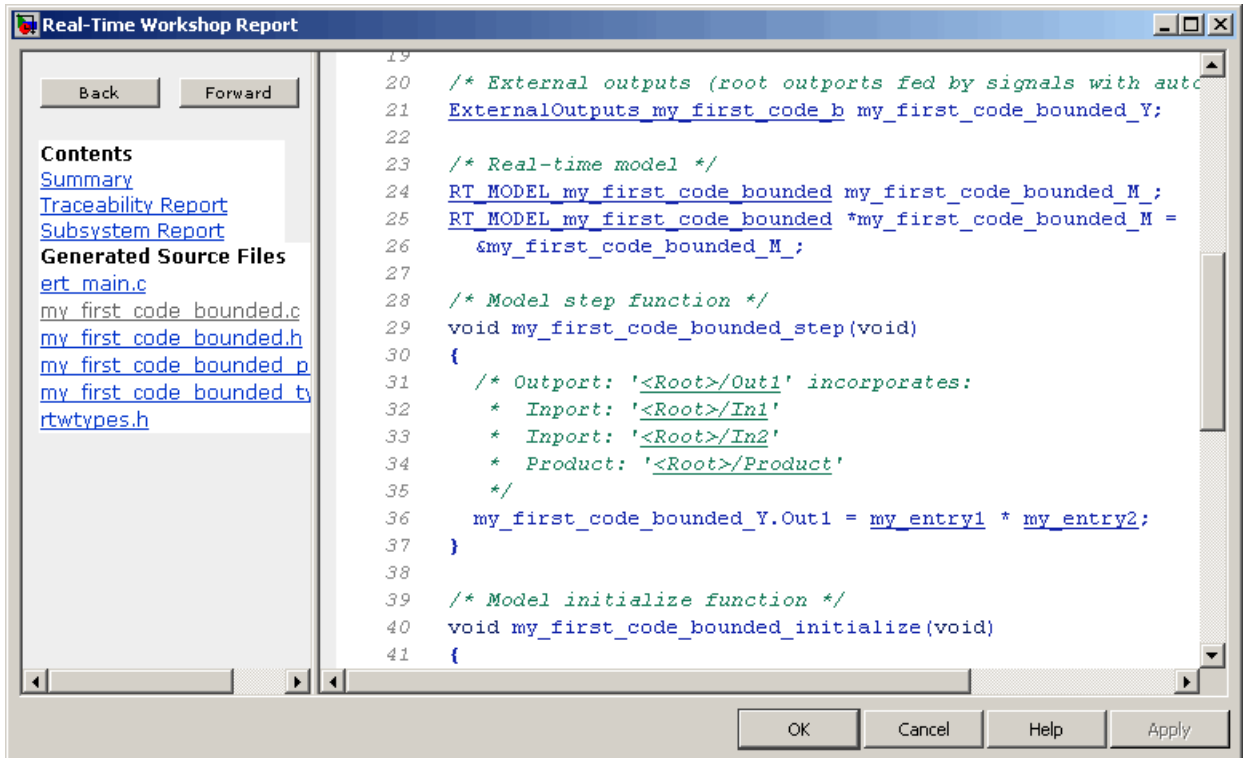 Real-Time Workshop Report
Back Forward
Contents
Summary
Traceability Report
Subsystem Report
Generated Source Files
ert_main.c
my_first_code_bounded.c
my_first_code_bounded.h
my_first_code_bounded_p
my_first_code_bounded_ty
rtwtypes.h
19
20 /* External outputs (root outports fed by signals with auto
21 ExternalOutputs_my_first_code_b my_first_code_bounded_Y;
22
23 /* Real-time model */
24 RT_MODEL_my_first_code_bounded my_first_code_bounded_M_;
25 RT_MODEL_my_first_code_bounded *my_first_code_bounded_M =
26 &my_first_code_bounded_M_;
27
28 /* Model step function */
29 void my_first_code_bounded_step(void)
30 {
31 /* Outport: '<Root>/Out1' incorporates:
32 * Inport: '<Root>/In1'
33 * Inport: '<Root>/In2'
34 * Product: '<Root>/Product'
35 */
36 my_first_code_bounded_Y.Out1 = my_entry1 * my_entry2;
37 }
38
39 /* Model initialize function */
40 void my_first_code_bounded_initialize(void)
41 {
OK Cancel Help Apply